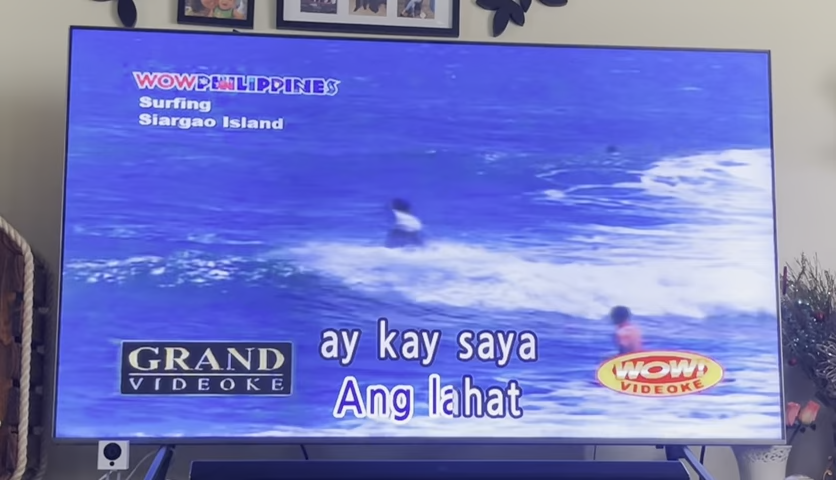 WOWPHILIPPINES
Surfing
Siargao Island
ay kay saya
Ang lahat
GRAND
VIDEOKE
WOW!
VIDEOKE